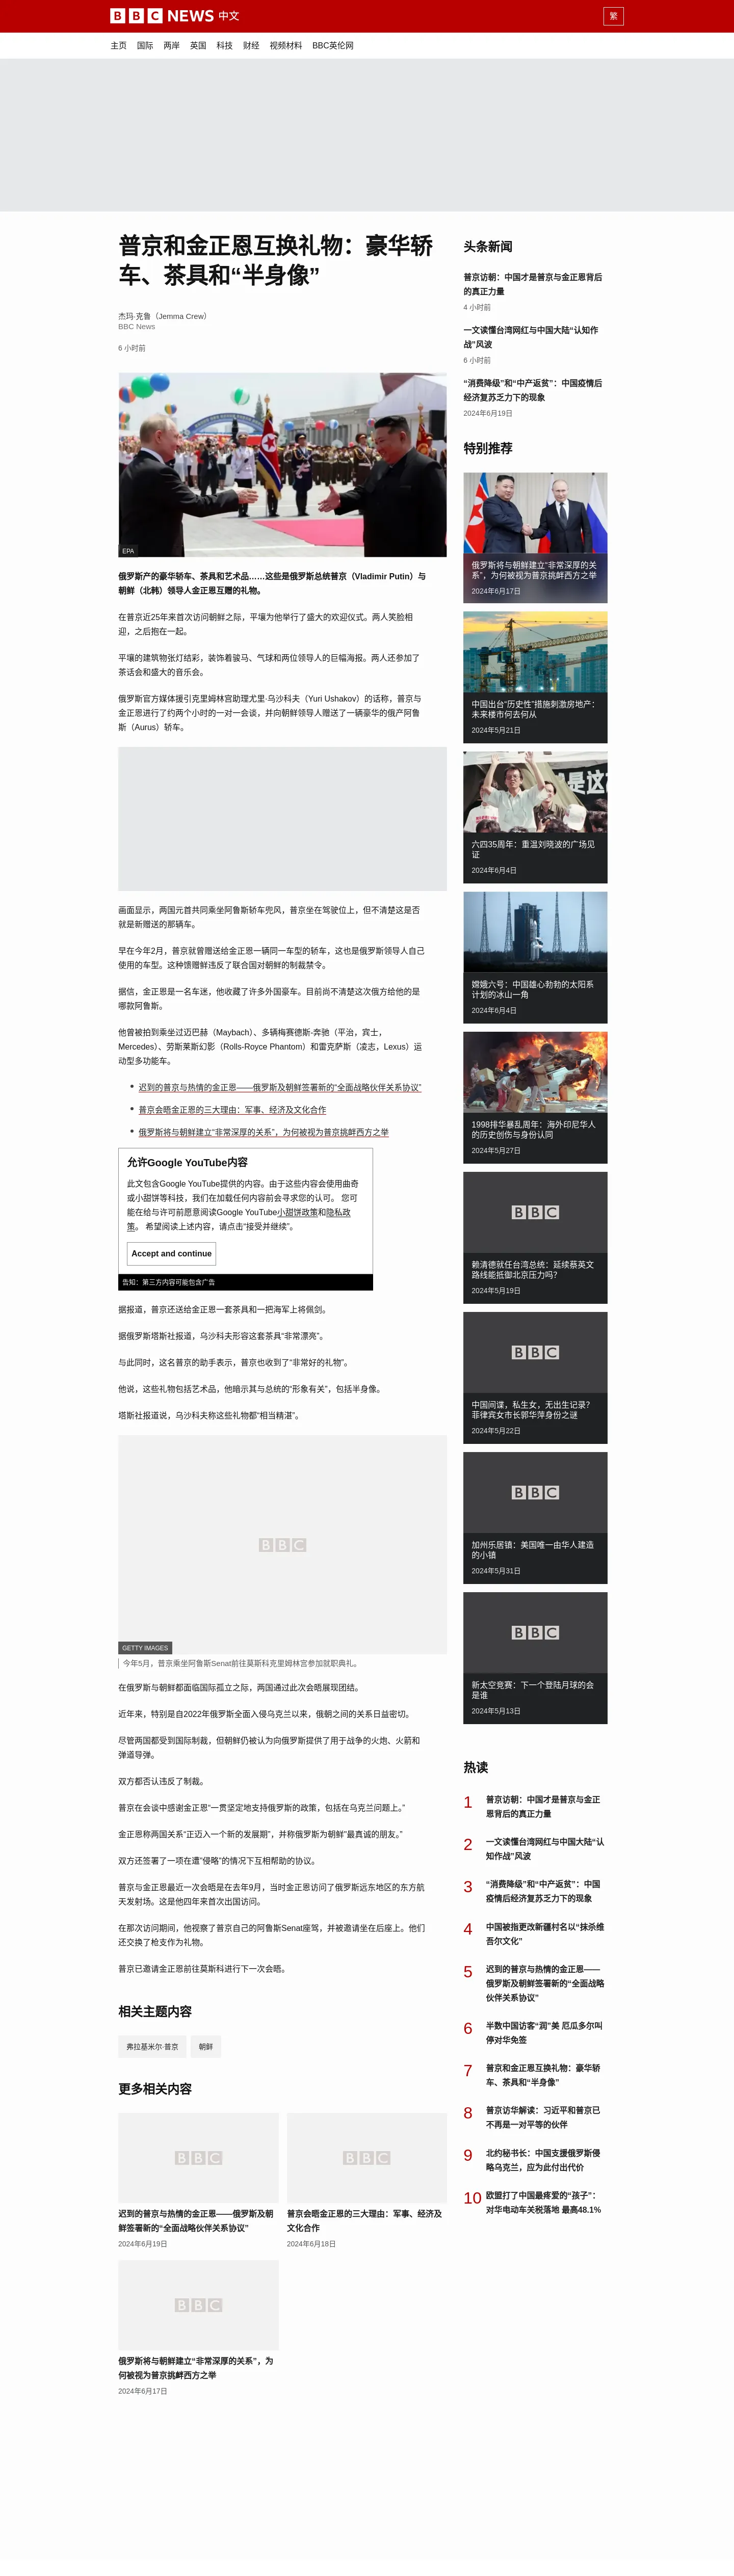 BBC NEWS 中文
繁
主页 国际 两岸 英国 科技 财经 视频材料 BBC英伦网
普京和金正恩互换礼物：豪华轿
车、茶具和“半身像”
杰玛·克鲁（Jemma Crew）
BBC News
6 小时前
EPA
俄罗斯产的豪华轿车、茶具和艺术品……这些是俄罗斯总统普京（Vladimir Putin）与
朝鲜（北韩）领导人金正恩互赠的礼物。
在普京近25年来首次访问朝鲜之际，平壤为他举行了盛大的欢迎仪式。两人笑脸相
迎，之后抱在一起。
平壤的建筑物张灯结彩，装饰着骏马、气球和两位领导人的巨幅海报。两人还参加了
茶话会和盛大的音乐会。
俄罗斯官方媒体援引克里姆林宫助理尤里·乌沙科夫（Yuri Ushakov）的话称，普京与
金正恩进行了约两个小时的一对一会谈，并向朝鲜领导人赠送了一辆豪华的俄产阿鲁
斯（Aurus）轿车。
画面显示，两国元首共同乘坐阿鲁斯轿车兜风，普京坐在驾驶位上，但不清楚这是否
就是新赠送的那辆车。
早在今年2月，普京就曾赠送给金正恩一辆同一车型的轿车，这也是俄罗斯领导人自己
使用的车型。这种馈赠鲜违反了联合国对朝鲜的制裁禁令。
据信，金正恩是一名车迷，他收藏了许多外国豪车。目前尚不清楚这次俄方给他的是
哪款阿鲁斯。
他曾被拍到乘坐过迈巴赫（Maybach）、多辆梅赛德斯-奔驰（平治，宾士，
Mercedes）、劳斯莱斯幻影（Rolls-Royce Phantom）和雷克萨斯（凌志，Lexus）运
动型多功能车。
迟到的普京与热情的金正恩——俄罗斯及朝鲜签署新的“全面战略伙伴关系协议”
普京会晤金正恩的三大理由：军事、经济及文化合作
俄罗斯将与朝鲜建立“非常深厚的关系”，为何被视为普京挑衅西方之举
允许Google YouTube内容
此文包含Google YouTube提供的内容。由于这些内容会使用曲奇
或小甜饼等科技，我们在加载任何内容前会寻求您的认可。 您可
能在给与许可前愿意阅读Google YouTube小甜饼政策和隐私政
策。 希望阅读上述内容，请点击“接受并继续”。
Accept and continue
告知：第三方内容可能包含广告
据报道，普京还送给金正恩一套茶具和一把海军上将佩剑。
据俄罗斯塔斯社报道，乌沙科夫形容这套茶具“非常漂亮”。
与此同时，这名普京的助手表示，普京也收到了“非常好的礼物”。
他说，这些礼物包括艺术品，他暗示其与总统的“形象有关”，包括半身像。
塔斯社报道说，乌沙科夫称这些礼物都“相当精湛”。
BBC
GETTY IMAGES
今年5月，普京乘坐阿鲁斯Senat前往莫斯科克里姆林宫参加就职典礼。
在俄罗斯与朝鲜都面临国际孤立之际，两国通过此次会晤展现团结。
近年来，特别是自2022年俄罗斯全面入侵乌克兰以来，俄朝之间的关系日益密切。
尽管两国都受到国际制裁，但朝鲜仍被认为向俄罗斯提供了用于战争的火炮、火箭和
弹道导弹。
双方都否认违反了制裁。
普京在会谈中感谢金正恩“一贯坚定地支持俄罗斯的政策，包括在乌克兰问题上。”
金正恩称两国关系“正迈入一个新的发展期”，并称俄罗斯为朝鲜“最真诚的朋友。”
双方还签署了一项在遭“侵略”的情况下互相帮助的协议。
普京与金正恩最近一次会晤是在去年9月，当时金正恩访问了俄罗斯远东地区的东方航
天发射场。这是他四年来首次出国访问。
在那次访问期间，他视察了普京自己的阿鲁斯Senat座驾，并被邀请坐在后座上。他们
还交换了枪支作为礼物。
普京已邀请金正恩前往莫斯科进行下一次会晤。
相关主题内容
弗拉基米尔·普京 朝鲜
更多相关内容
BBC
BBC
迟到的普京与热情的金正恩——俄罗斯及朝
鲜签署新的“全面战略伙伴关系协议”
2024年6月19日
普京会晤金正恩的三大理由：军事、经济及
文化合作
2024年6月18日
BBC
俄罗斯将与朝鲜建立“非常深厚的关系”，为
何被视为普京挑衅西方之举
2024年6月17日
头条新闻
普京访朝：中国才是普京与金正恩背后
的真正力量
4 小时前
一文读懂台湾网红与中国大陆“认知作
战”风波
6 小时前
“消费降级”和“中产返贫”：中国疫情后
经济复苏乏力下的现象
2024年6月19日
特别推荐
俄罗斯将与朝鲜建立“非常深厚的关
系”，为何被视为普京挑衅西方之举
2024年6月17日
中国出台“历史性”措施刺激房地产：
未来楼市何去何从
2024年5月21日
六四35周年：重温刘晓波的广场见
证
2024年6月4日
嫦娥六号：中国雄心勃勃的太阳系
计划的冰山一角
2024年6月4日
1998排华暴乱周年：海外印尼华人
的历史创伤与身份认同
2024年5月27日
BBC
赖清德就任台湾总统：延续蔡英文
路线能抵御北京压力吗？
2024年5月19日
BBC
中国间谍，私生女，无出生记录？
菲律宾女市长郭华萍身份之谜
2024年5月22日
BBC
加州乐居镇：美国唯一由华人建造
的小镇
2024年5月31日
BBC
新太空竞赛：下一个登陆月球的会
是谁
2024年5月13日
热读
1 普京访朝：中国才是普京与金正
恩背后的真正力量
2 一文读懂台湾网红与中国大陆“认
知作战”风波
3 “消费降级”和“中产返贫”：中国
疫情后经济复苏乏力下的现象
4 中国被指更改新疆村名以“抹杀维
吾尔文化”
5 迟到的普京与热情的金正恩——
俄罗斯及朝鲜签署新的“全面战略
伙伴关系协议”
6 半数中国访客“润”美 厄瓜多尔叫
停对华免签
7 普京和金正恩互换礼物：豪华轿
车、茶具和“半身像”
8 普京访华解读：习近平和普京已
不再是一对平等的伙伴
9 北约秘书长：中国支援俄罗斯侵
略乌克兰，应为此付出代价
10 欧盟打了中国最疼爱的“孩子”：
对华电动车关税落地 最高48.1%